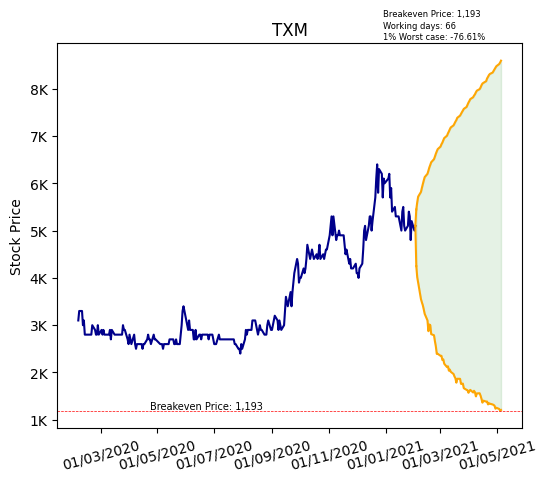 Breakeven Price: 1,193
Working days: 66
1% Worst case: -76.61%
TXM
Stock Price
8K
7K
6K
5K
4K
3K
2K
1K
Breakeven Price: 1,193
01/03/2020 01/05/2020 01/07/2020 01/09/2020 01/11/2020 01/01/2021 01/03/2021 01/05/2021